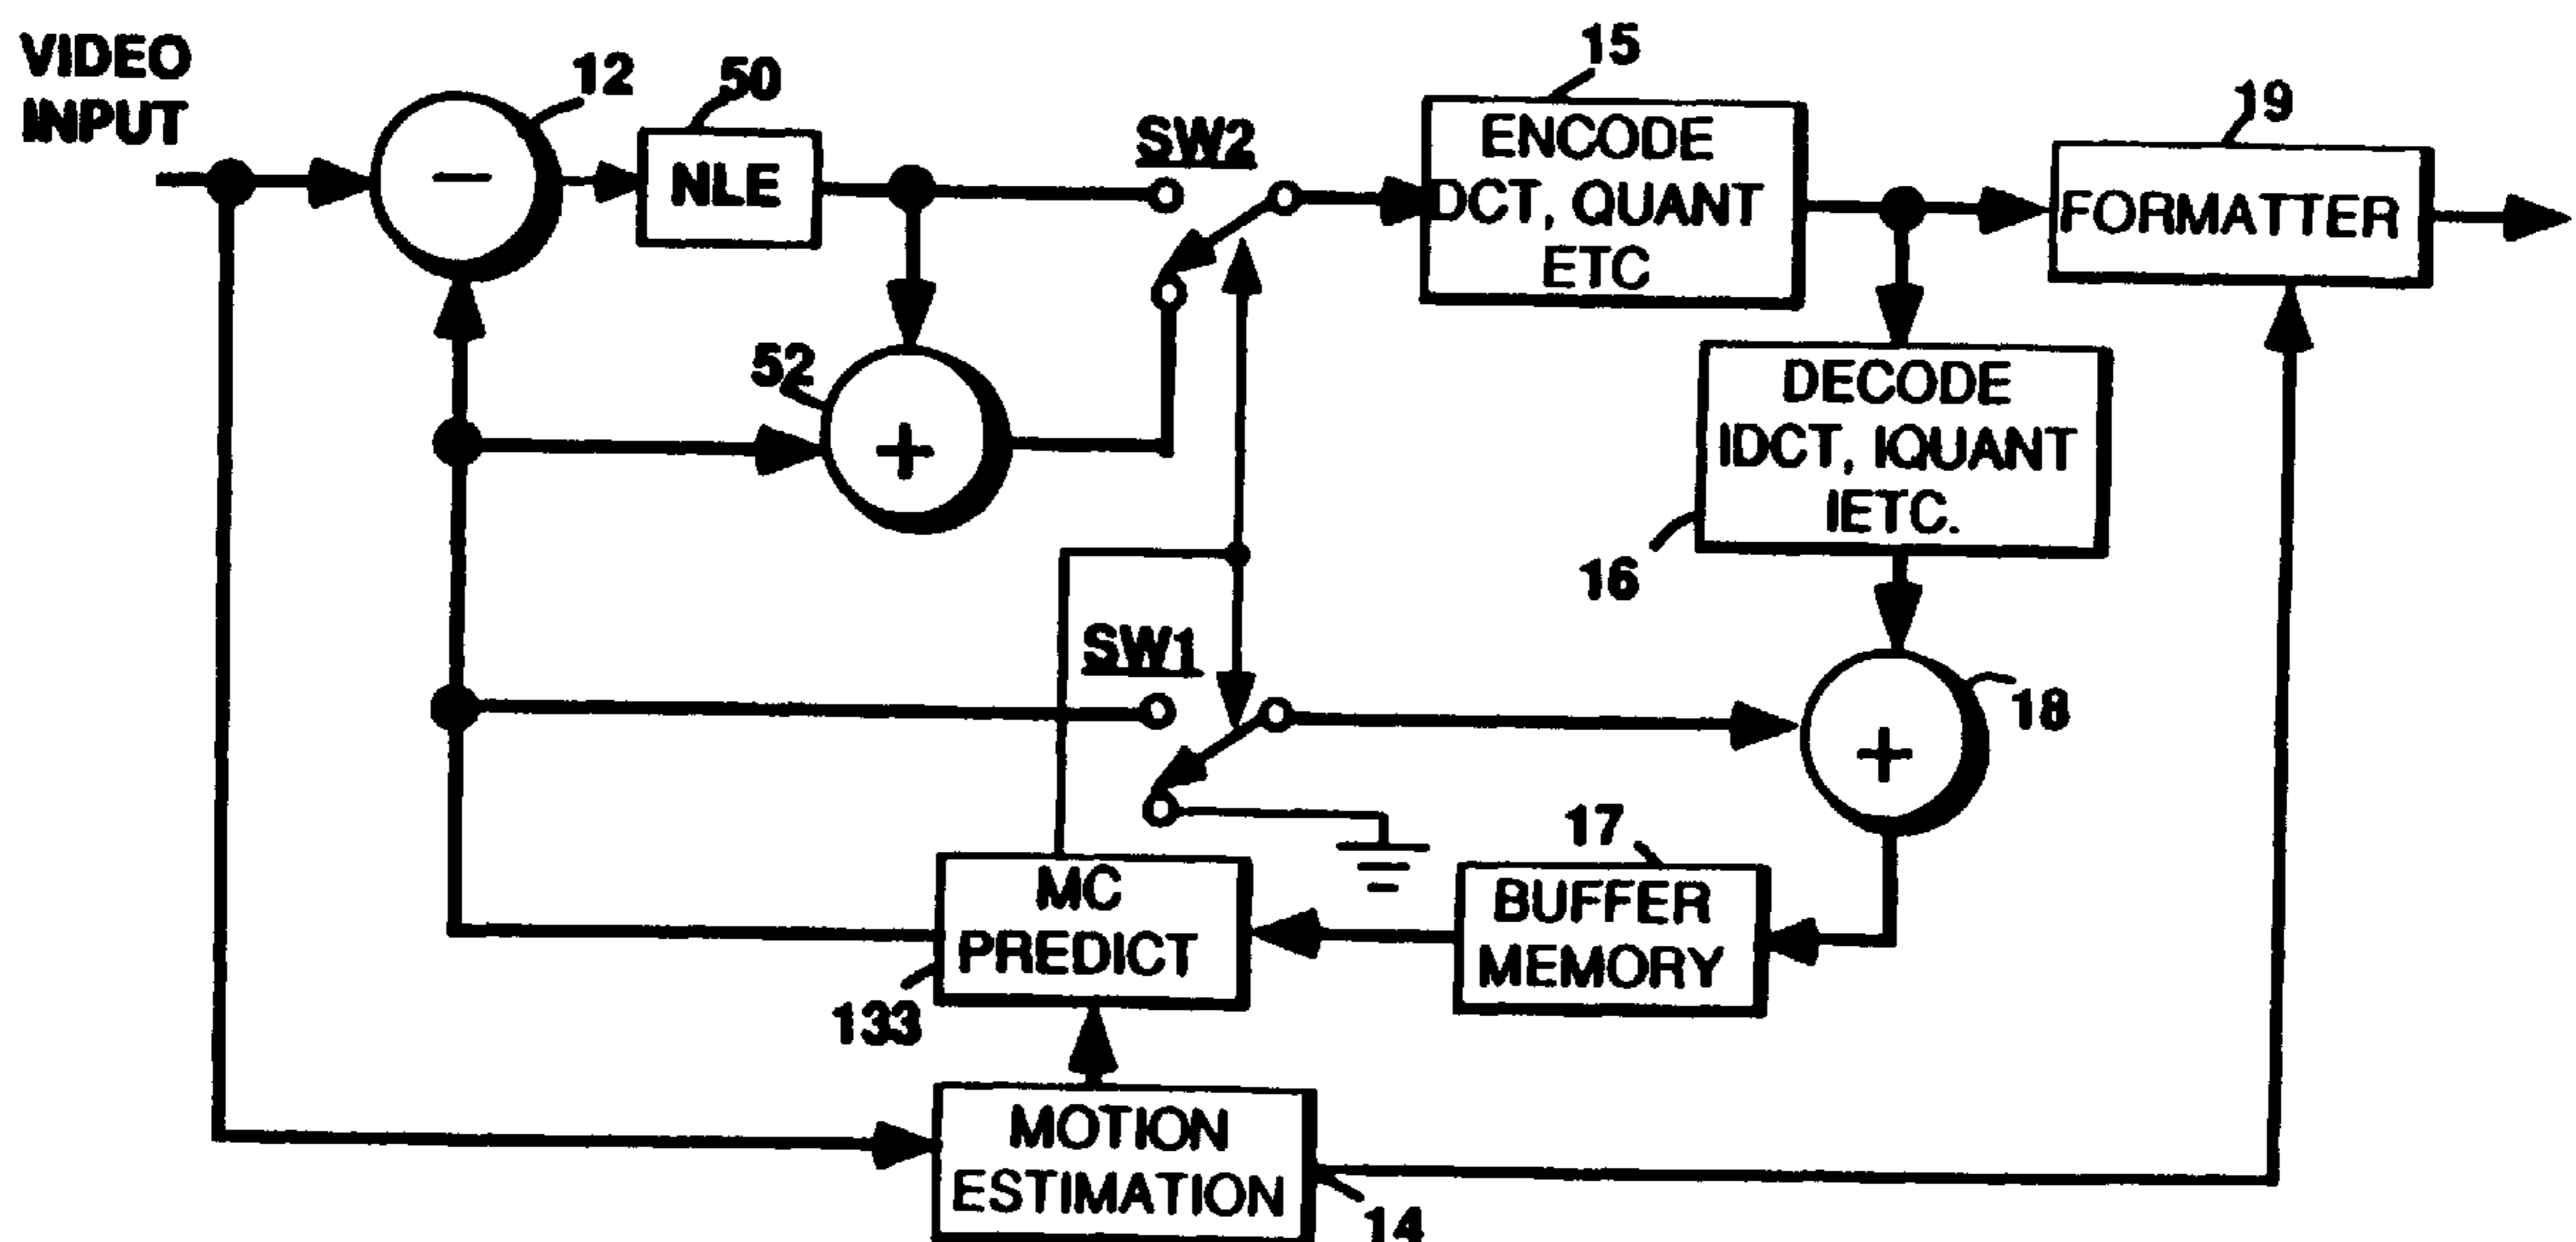 VIDEO
INPUT
12
50
NLE
SW2
15
ENCODE
DCT, QUANT
ETC
19
FORMATTER
−
52
+
DECODE
IDCT, IQUANT
IETC.
16
SW1
18
+
17
BUFFER
MEMORY
MC
PREDICT
133
MOTION
ESTIMATION
14